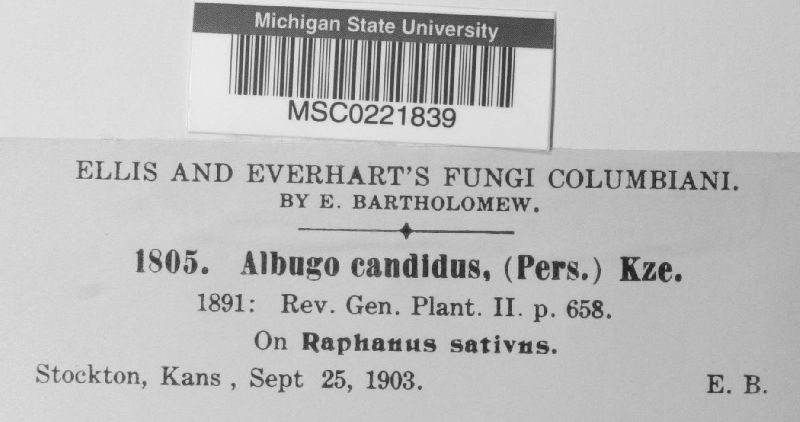 Michigan State University
MSC0221839
ELLIS AND EVERHART'S FUNGI COLUMBIANI.
BY E. BARTHOLOMEW.
1805. Albugo candidus, (Pers.) Kze.
1891: Rev. Gen. Plant. II. p. 658.
On Raphanus sativus.
Stockton, Kans , Sept 25, 1903. E. B.